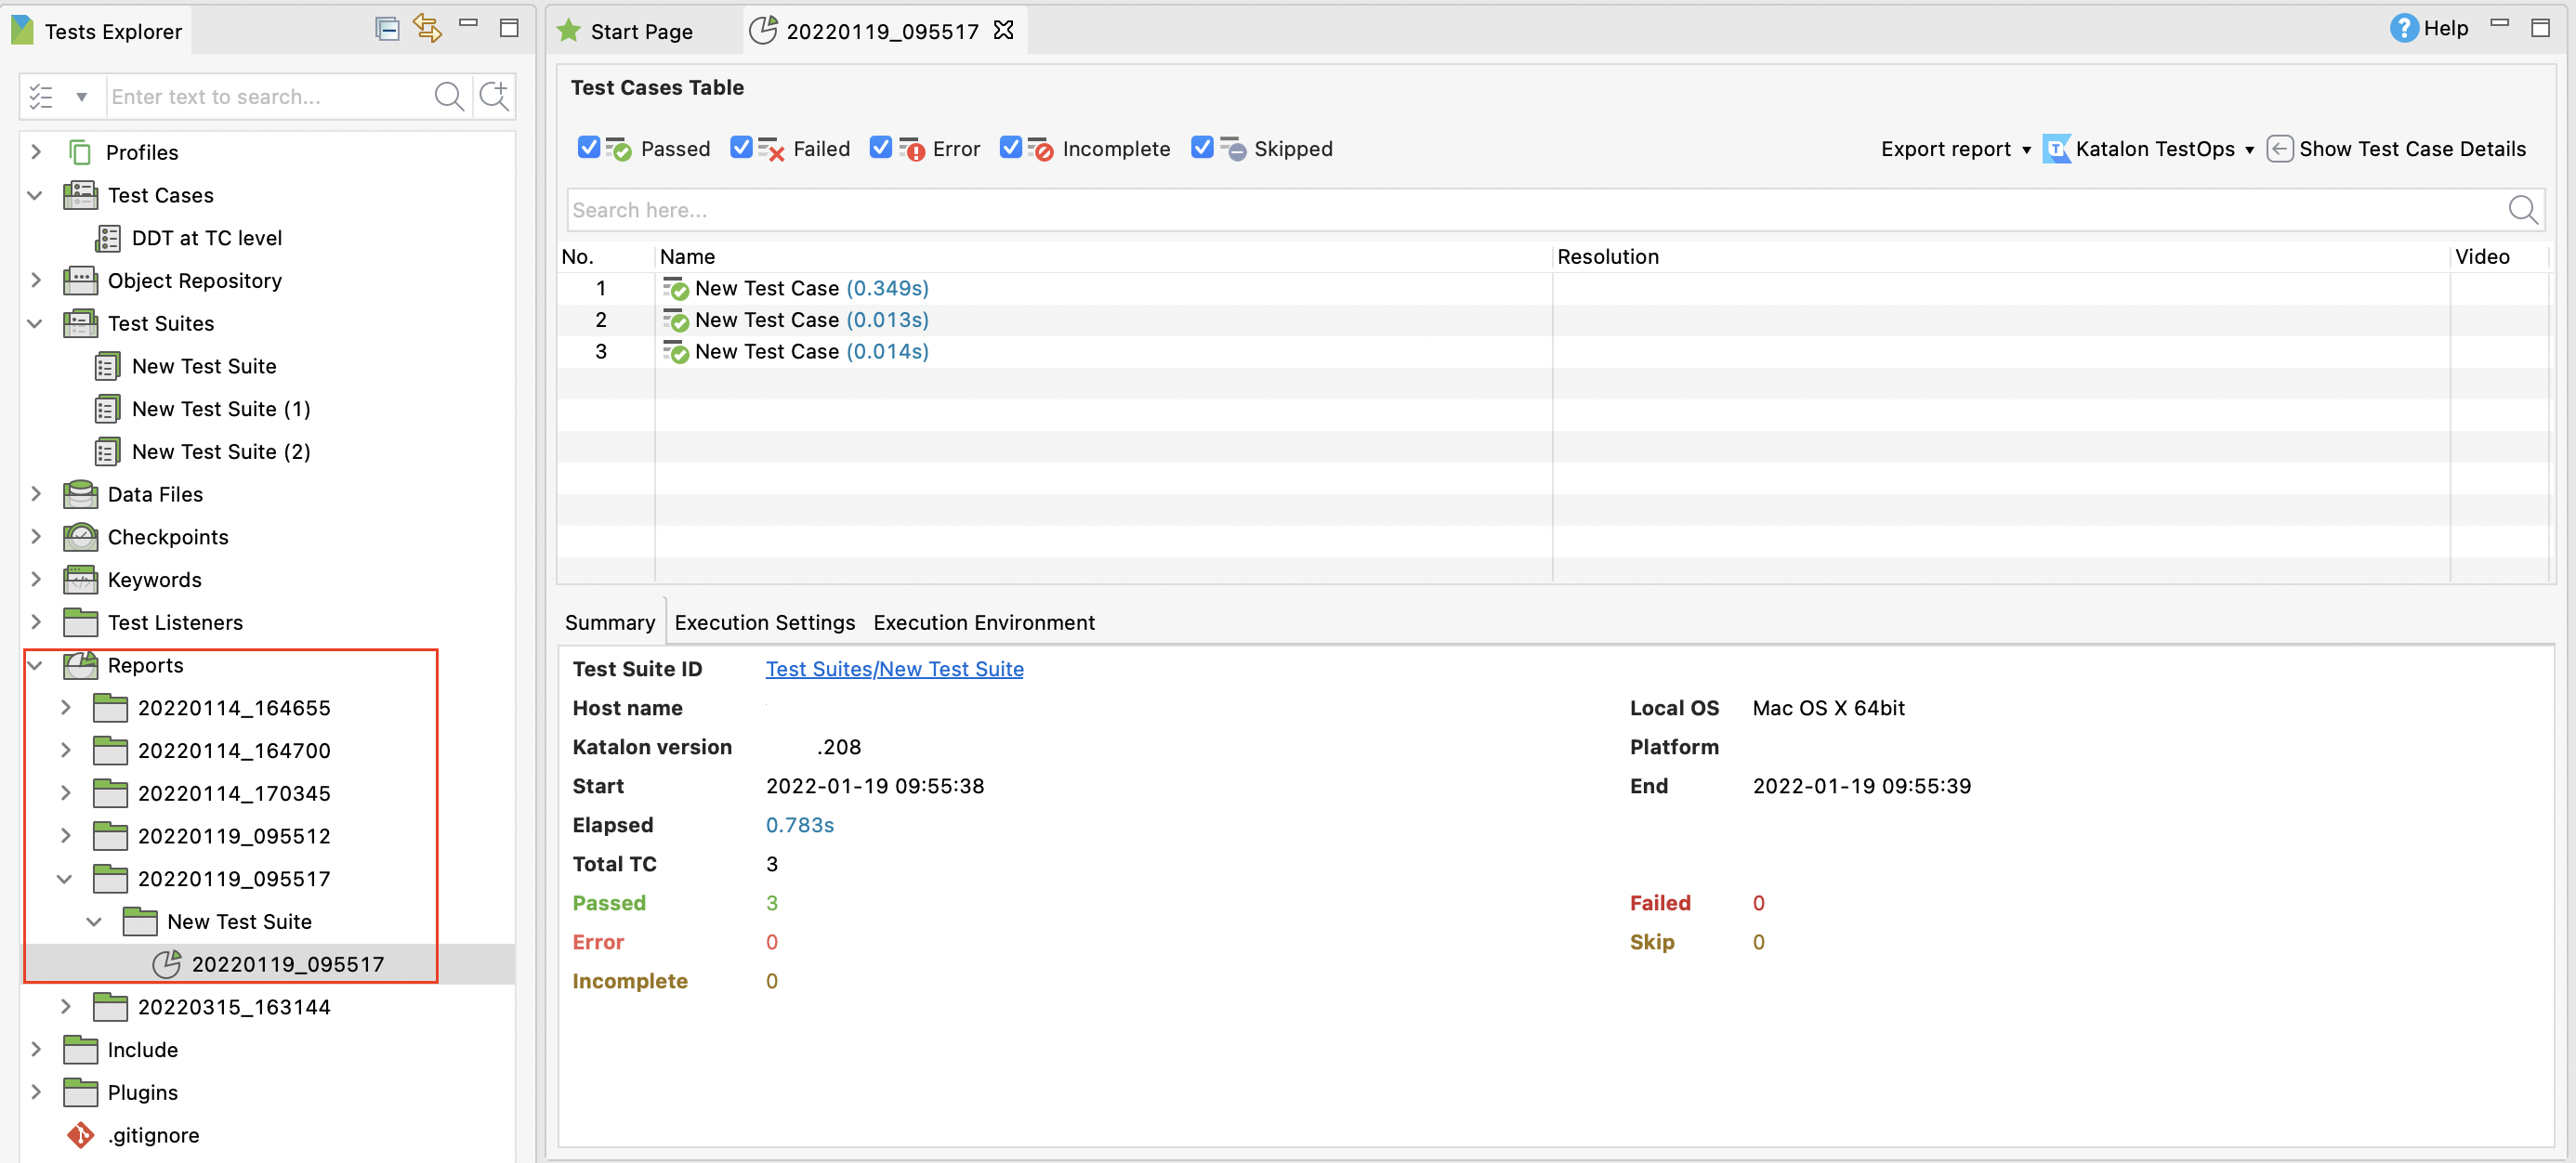 Tests Explorer
Enter text to search...
Profiles
Test Cases
DDT at TC level
Object Repository
Test Suites
New Test Suite
New Test Suite (1)
New Test Suite (2)
Data Files
Checkpoints
Keywords
Test Listeners
Reports
20220114_164655
20220114_164700
20220114_170345
20220119_095512
20220119_095517
New Test Suite
20220119_095517
20220315_163144
Include
Plugins
.gitignore
Start Page 20220119_095517
Help
Test Cases Table
Passed Failed Error Incomplete Skipped
Export report Katalon TestOps Show Test Case Details
Search here...
No. Name Resolution Video
1 New Test Case (0.349s)
2 New Test Case (0.013s)
3 New Test Case (0.014s)
Summary Execution Settings Execution Environment
Test Suite ID Test Suites/New Test Suite
Host name Local OS Mac OS X 64bit
Katalon version .208 Platform
Start 2022-01-19 09:55:38 End 2022-01-19 09:55:39
Elapsed 0.783s
Total TC 3
Passed 3 Failed 0
Error 0 Skip 0
Incomplete 0